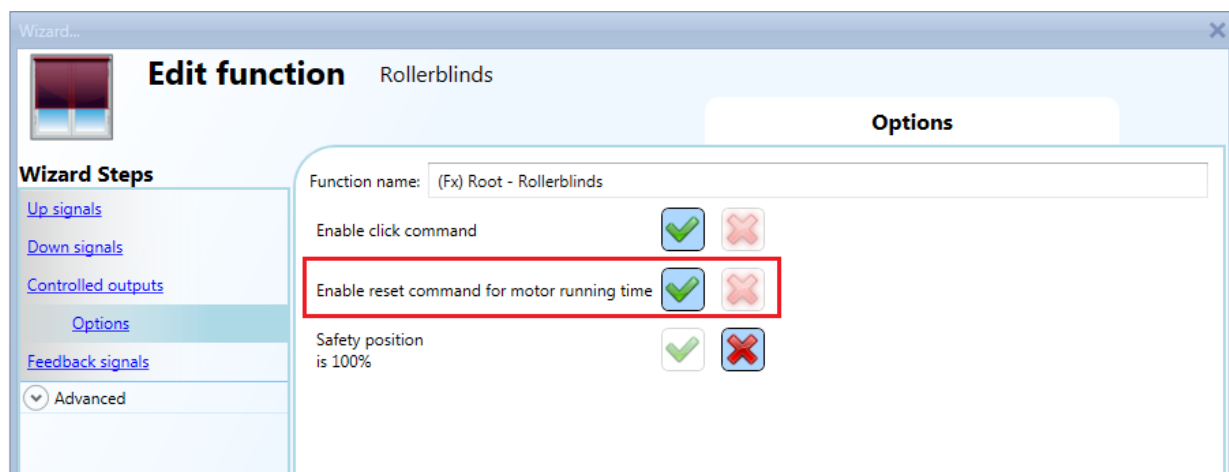 Wizard...
Edit function Rollerblinds
Options
Wizard Steps
Up signals
Down signals
Controlled outputs
Options
Feedback signals
Advanced
Function name: (Fx) Root - Rollerblinds
Enable click command
Enable reset command for motor running time
Safety position
is 100%